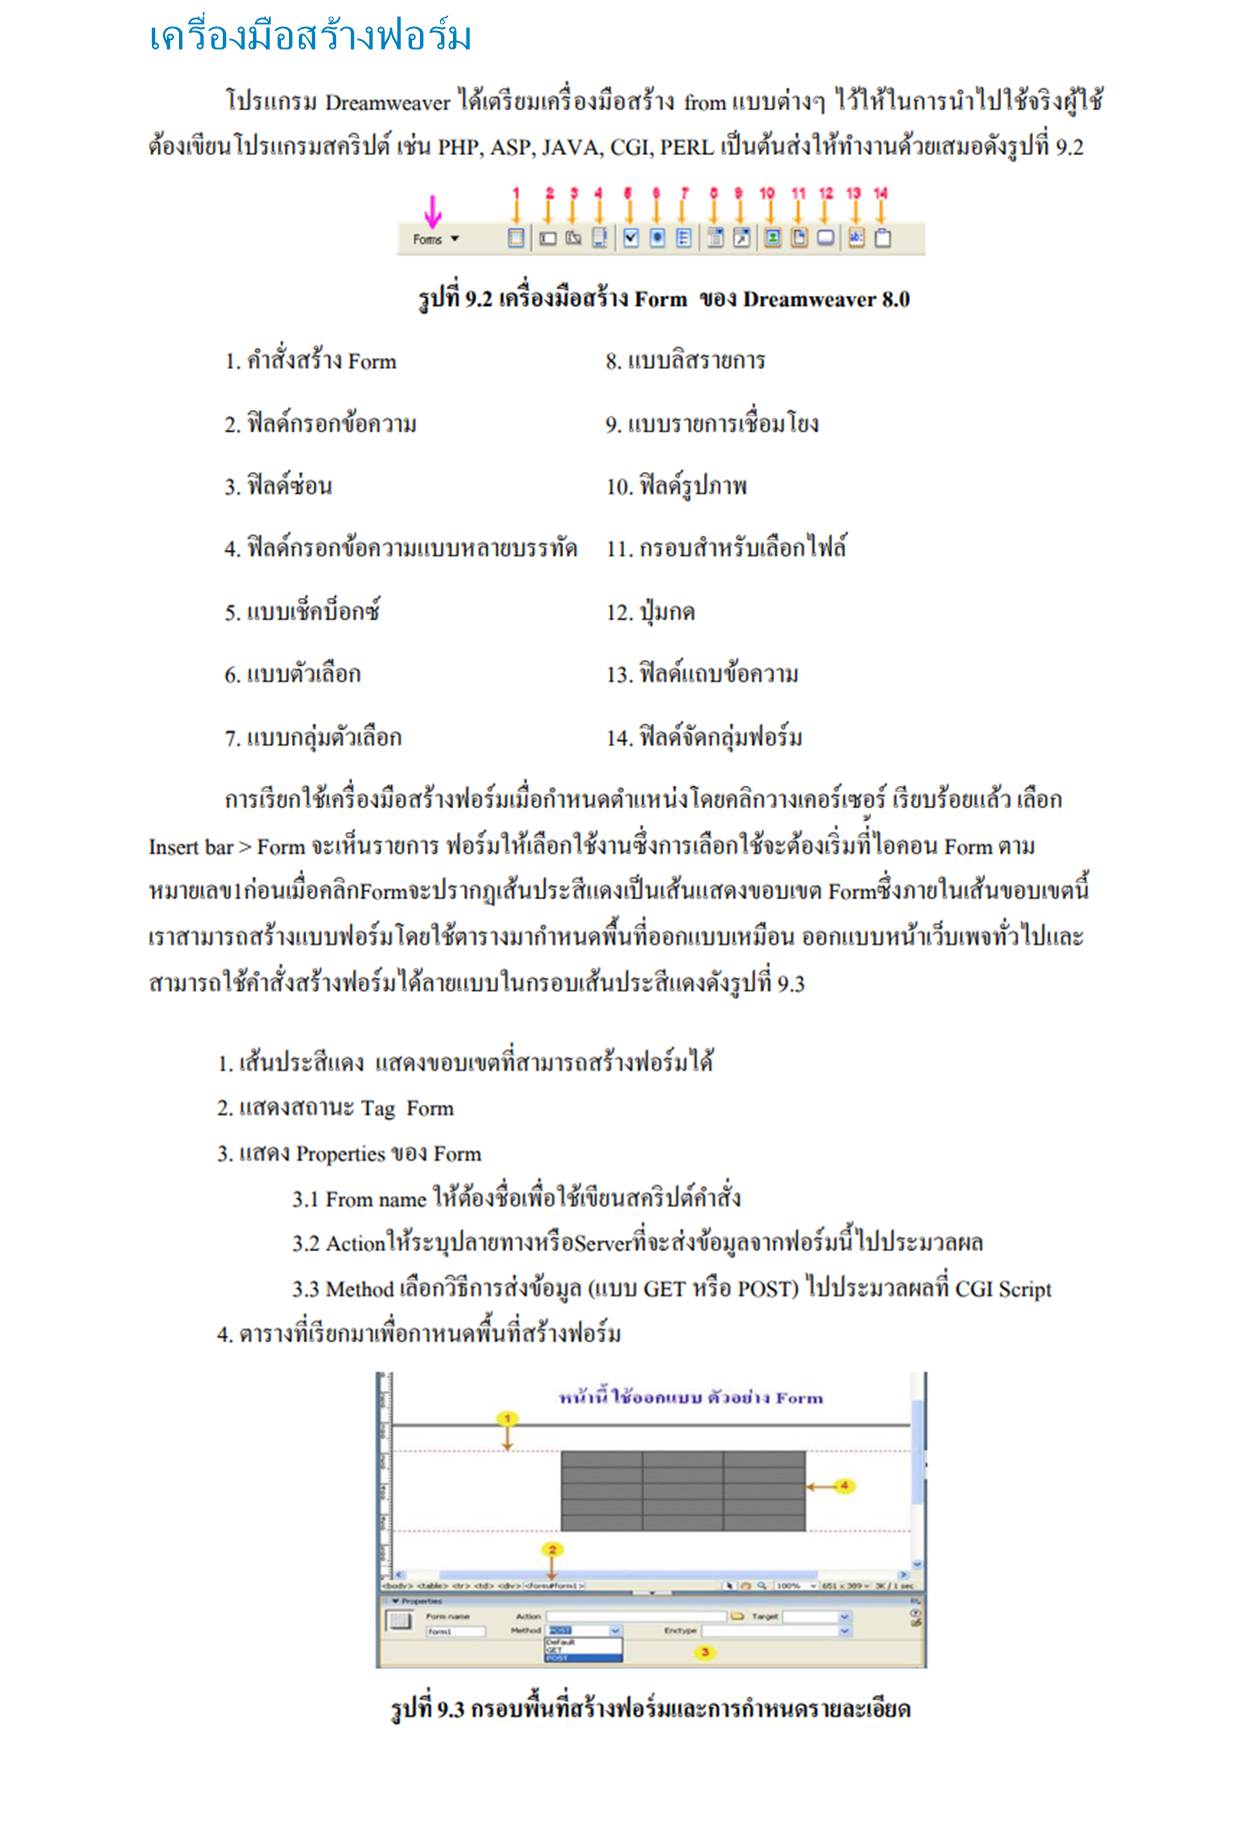 เครื่องมือสร้างฟอร์ม
โปรแกรม Dreamweaver ได้เตรียมเครื่องมือสร้าง from แบบต่างๆ ไว้ให้ในการนำไปใช้จริงผู้ใช้
ต้องเขียนโปรแกรมสคริปต์ เช่น PHP, ASP, JAVA, CGI, PERL เป็นต้นส่งให้ทำงานด้วยเสมอดังรูปที่ 9.2
1 2 3 4 5 6 7 8 9 10 11 12 13 14
Forms
รูปที่ 9.2 เครื่องมือสร้าง Form ของ Dreamweaver 8.0
1. คำสั่งสร้าง Form
8. แบบลิสรายการ
2. ฟิลด์กรอกข้อความ
9. แบบรายการเชื่อมโยง
3. ฟิลด์ซ่อน
10. ฟิลด์รูปภาพ
4. ฟิลด์กรอกข้อความแบบหลายบรรทัด
11. กรอบสำหรับเลือกไฟล์
5. แบบเช็คบ็อกซ์
12. ปุ่มกด
6. แบบตัวเลือก
13. ฟิลด์แถบข้อความ
7. แบบกลุ่มตัวเลือก
14. ฟิลด์จัดกลุ่มฟอร์ม
การเรียกใช้เครื่องมือสร้างฟอร์มเมื่อกำหนดตำแหน่งโดยคลิกวางเคอร์เซอร์ เรียบร้อยแล้ว เลือก
Insert bar > Form จะเห็นรายการ ฟอร์มให้เลือกใช้งานซึ่งการเลือกใช้จะต้องเริ่มที่ไอคอน Form ตาม
หมายเลข1ก่อนเมื่อคลิกFormจะปรากฏเส้นประสีแดงเป็นเส้นแสดงขอบเขต Formซึ่งภายในเส้นขอบเขตนี้
เราสามารถสร้างแบบฟอร์มโดยใช้ตารางมากำหนดพื้นที่ออกแบบเหมือน ออกแบบหน้าเว็บเพจทั่วไปและ
สามารถใช้คำสั่งสร้างฟอร์มได้ลายแบบในกรอบเส้นประสีแดงดังรูปที่ 9.3
1. เส้นประสีแดง แสดงขอบเขตที่สามารถสร้างฟอร์มได้
2. แสดงสถานะ Tag Form
3. แสดง Properties ของ Form
3.1 From name ให้ต้องชื่อเพื่อใช้เขียนสคริปต์คำสั่ง
3.2 Actionให้ระบุปลายทางหรือServerที่จะส่งข้อมูลจากฟอร์มนี้ไปประมวลผล
3.3 Method เลือกวิธีการส่งข้อมูล (แบบ GET หรือ POST) ไปประมวลผลที่ CGI Script
4. ตารางที่เรียกมาเพื่อกาหนดพื้นที่สร้างฟอร์ม
หน้านี้ ใช้ออกแบบ ตัวอย่าง Form
1
4
2
<body> <table> <tr> <td> <div> <form#form1> 100% 651 x 309 3K / 1 sec
Properties
Form name Action Target
form1 Method POST Enctype
Default
GET
POST
3
รูปที่ 9.3 กรอบพื้นที่สร้างฟอร์มและการกำหนดรายละเอียด